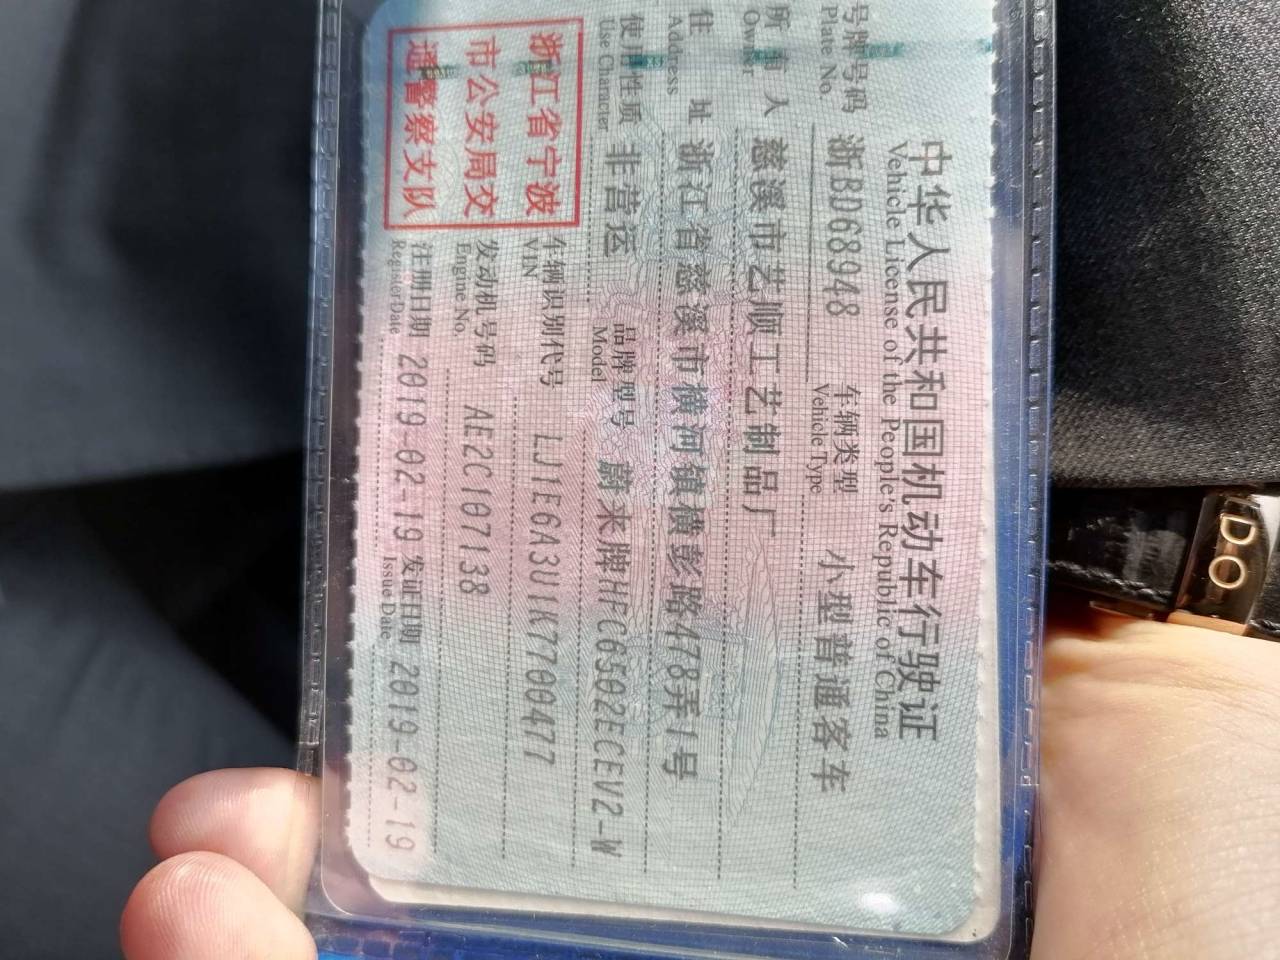 中华人民共和国机动车行驶证
Vehicle License of the People's Republic of China
号牌号码 浙BD68948 车辆类型 小型普通客车
Plate No. Vehicle Type
所有人 慈溪市艺顺工艺制品厂
Owner
住址 浙江省慈溪市横河镇横彭路478弄1号
Address
使用性质 非营运 品牌型号 蔚来牌HFC6502ECEV2-W
Use Character Model
浙江省宁波
市公安局交
通警察支队
车辆识别代号 LJ1E6A3U1K7700477
VIN
发动机号码 AE2C107138
Engine No.
注册日期 2019-02-19 发证日期 2019-02-19
Register Date Issue Date
DO